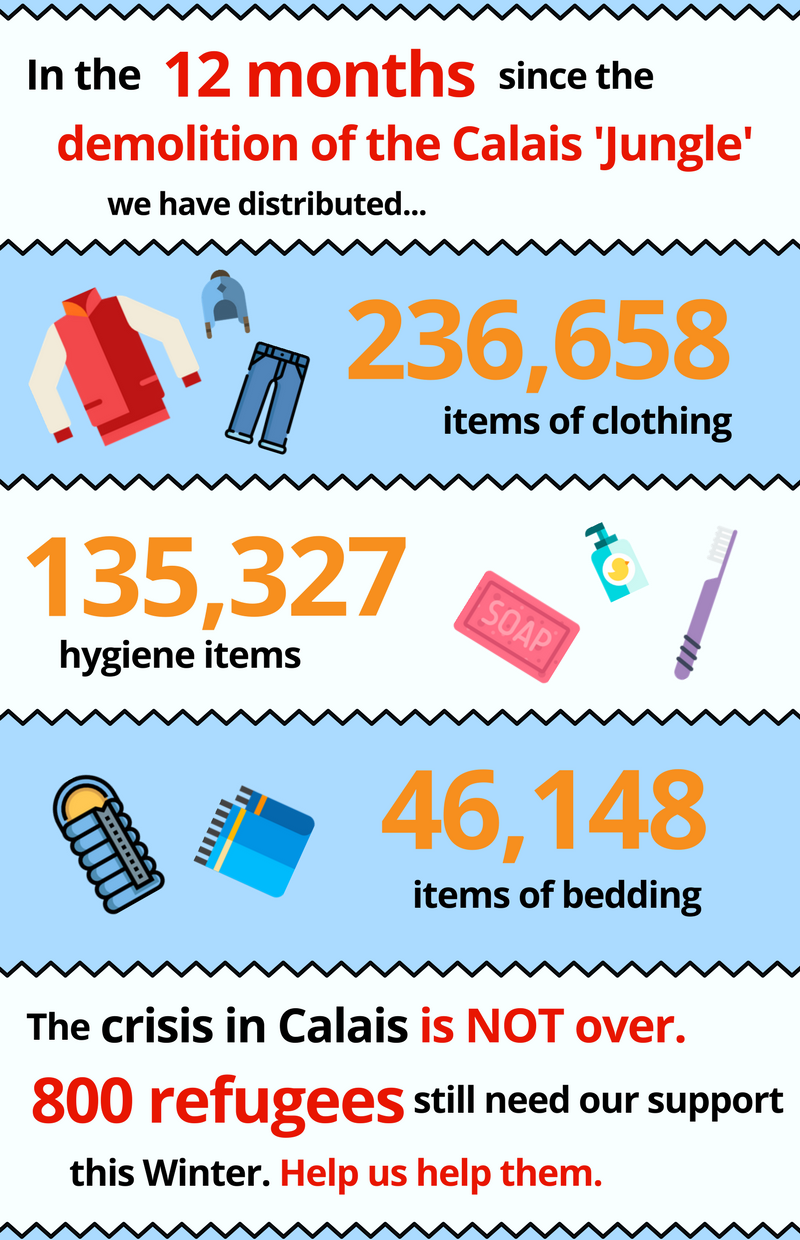 In the 12 months since the
demolition of the Calais 'Jungle'
we have distributed...
236,658
items of clothing
135,327
hygiene items
SOAP
46,148
items of bedding
The crisis in Calais is NOT over.
800 refugees still need our support
this Winter. Help us help them.